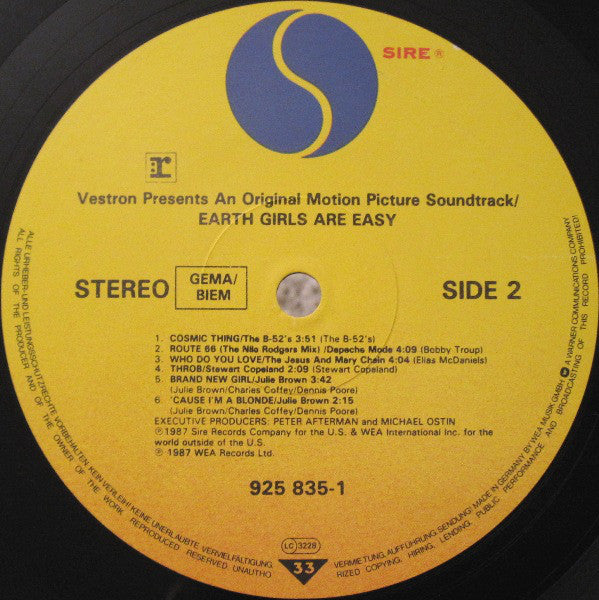 SIRE ®
r
Vestron Presents An Original Motion Picture Soundtrack/
EARTH GIRLS ARE EASY
STEREO
GEMA/
BIEM
SIDE 2
1. COSMIC THING/The B-52's 3:51 (The B-52's)
2. ROUTE 66 (The Nile Rodgers Mix) /Depeche Mode 4:09 (Bobby Troup)
3. WHO DO YOU LOVE/The Jesus And Mary Chain 4:04 (Elias McDaniels)
4. THROB/Stewart Copeland 2:09 (Stewart Copeland)
5. BRAND NEW GIRL/Julie Brown 3:42
(Julie Brown/Charles Coffey/Dennis Poore)
6. 'CAUSE I'M A BLONDE/Julie Brown 2:15
(Julie Brown/Charles Coffey/Dennis Poore)
EXECUTIVE PRODUCERS: PETER AFTERMAN and MICHAEL OSTIN
℗ 1987 Sire Records Company for the U.S. & WEA International Inc. for the
world outside of the U.S.
℗ 1987 WEA Records Ltd.
925 835-1
LC 3228
33
ALLE URHEBER-UND LEISTUNGSSCHUTZRECHTE VORBEHALTEN. KEIN VERLEIH! KEINE UNERLAUBTE VERVIELFÄLTIGUNG,
VERMIETUNG, AUFFÜHRUNG, SENDUNG! MADE IN GERMANY BY WEA MUSIK GMBH, A WARNER COMMUNICATIONS COMPANY
ALL RIGHTS OF THE PRODUCER AND OF THE OWNER OF THE WORK REPRODUCED RESERVED. UNAUTHO
RIZED COPYING, HIRING, LENDING, PUBLIC PERFORMANCE AND BROADCASTING OF THIS RECORD PROHIBITED!